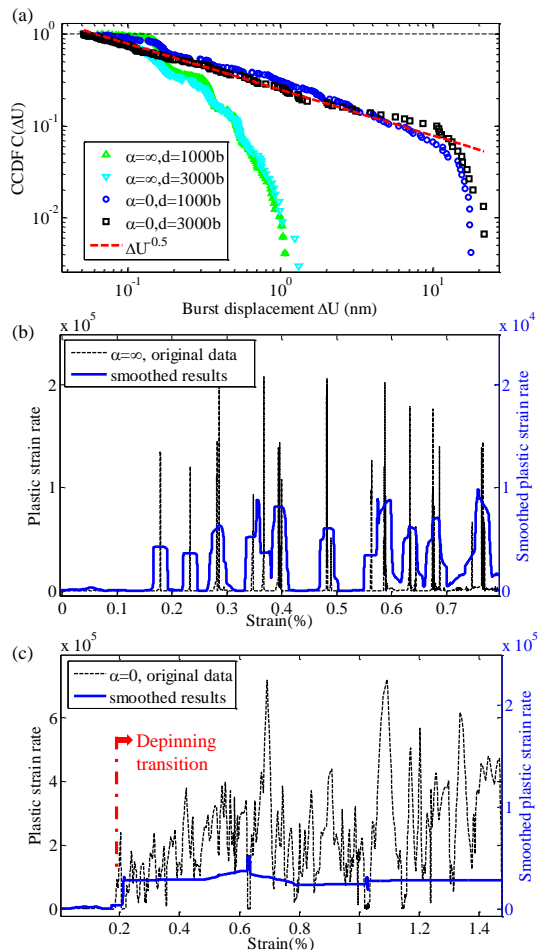 (a)
10^0
10^-1
10^-2
CCDF C(ΔU)
α=∞,d=1000b
α=∞,d=3000b
α=0,d=1000b
α=0,d=3000b
ΔU^-0.5
10^-1 10^0 10^1
Burst displacement ΔU (nm)
(b)
x 10^5
x 10^4
α=∞, original data
smoothed results
2
1
0
Plastic strain rate
3
2
1
0
Smoothed plastic strain rate
0 0.1 0.2 0.3 0.4 0.5 0.6 0.7
Strain(%)
(c)
x 10^5
x 10^5
α=0, original data
smoothed results
Depinning
transition
6
4
2
0
Plastic strain rate
2
1
0
Smoothed plastic strain rate
0.2 0.4 0.6 0.8 1 1.2 1.4
Strain(%)